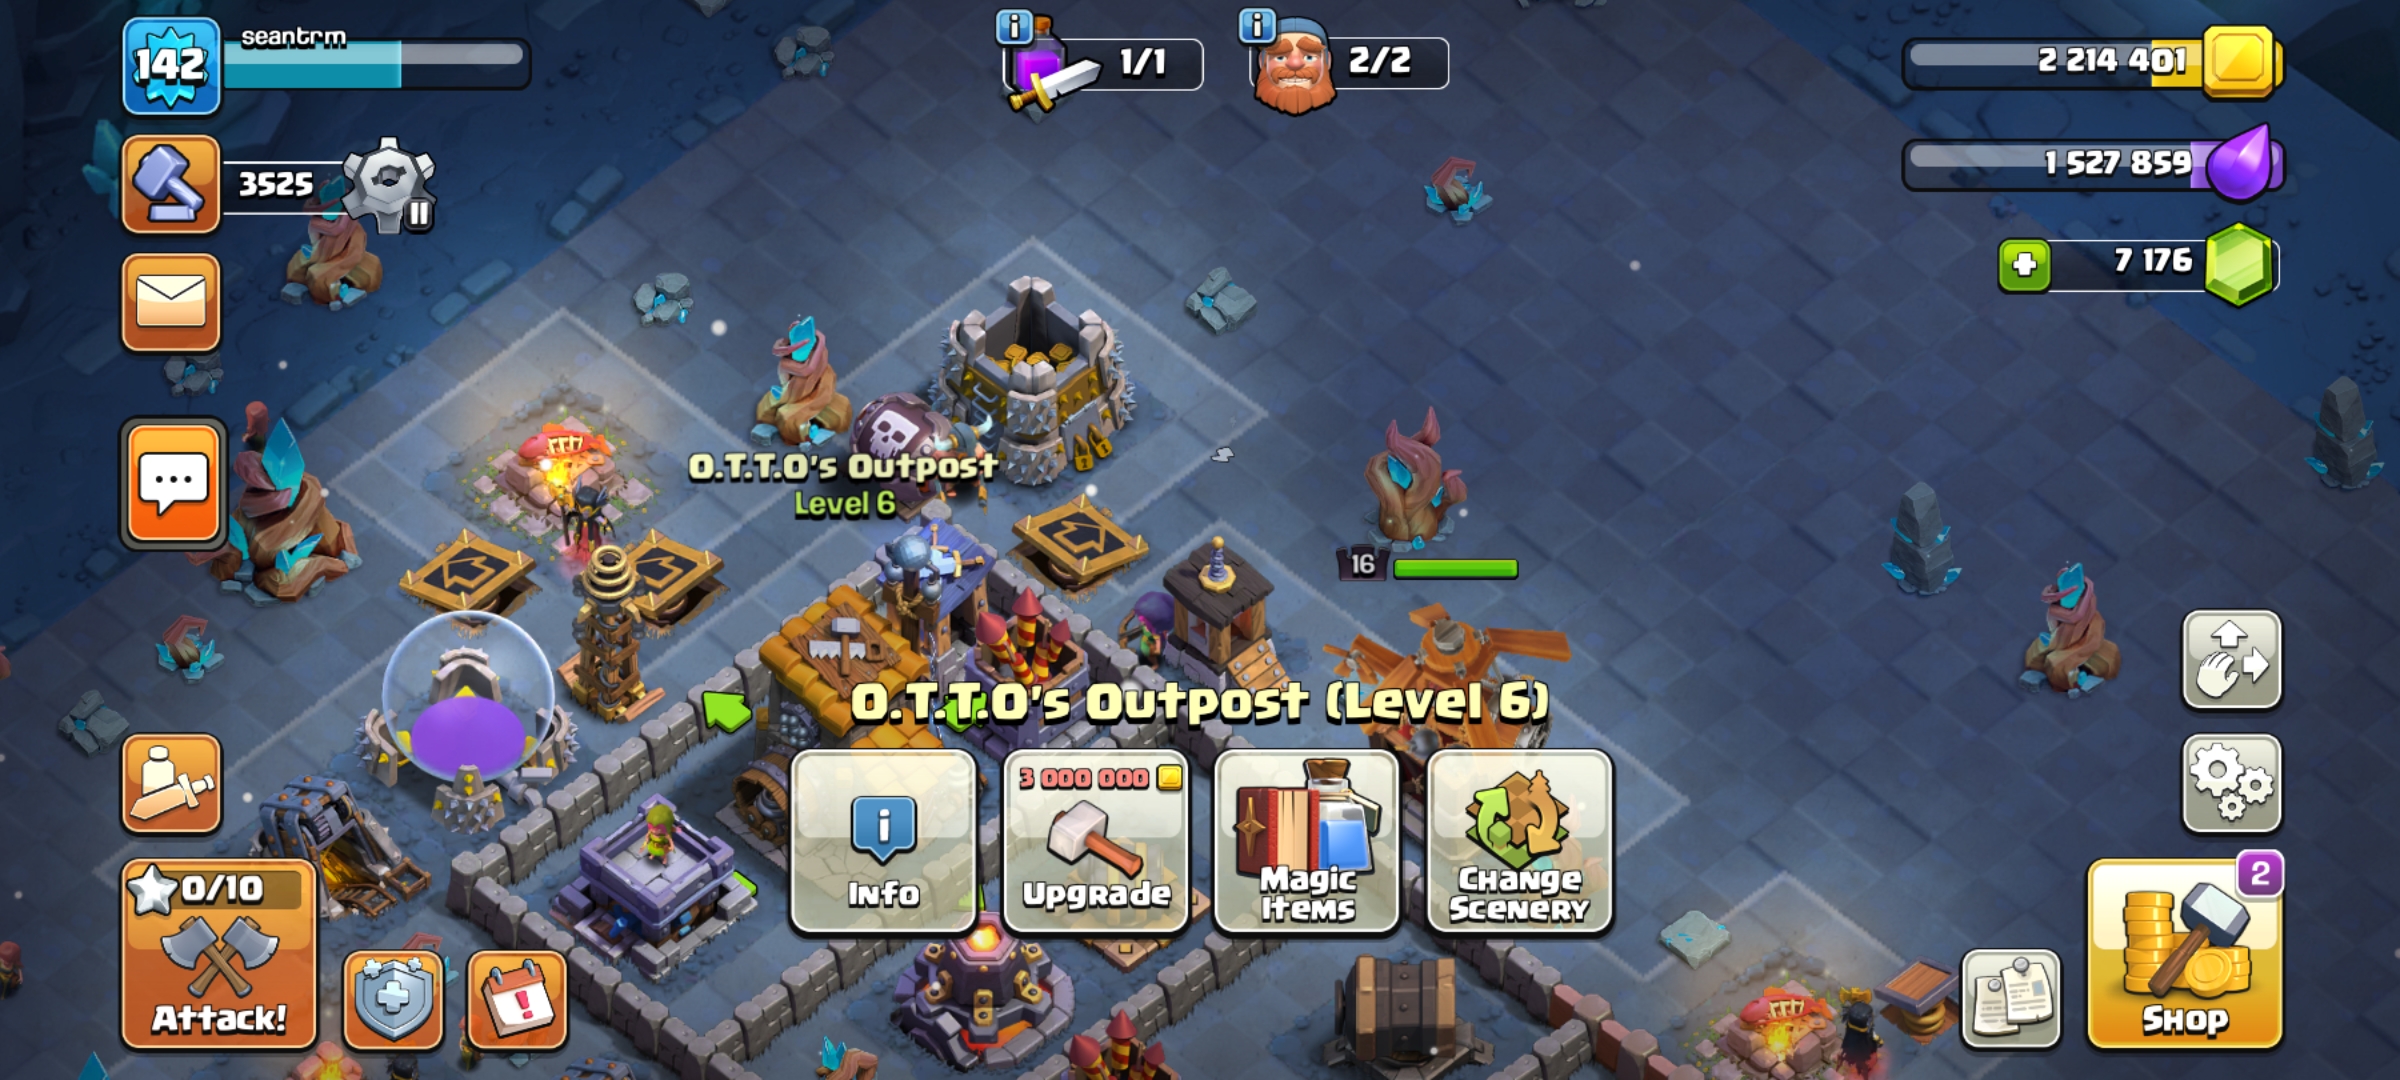 142
seantrm
1/1
2/2
2 214 401
3525
1 527 859
7 176
O.T.T.O's Outpost
Level 6
16
O.T.T.O's Outpost (Level 6)
Info
3 000 000
Upgrade
Magic
Items
Change
Scenery
0/10
Attack!
2
Shop